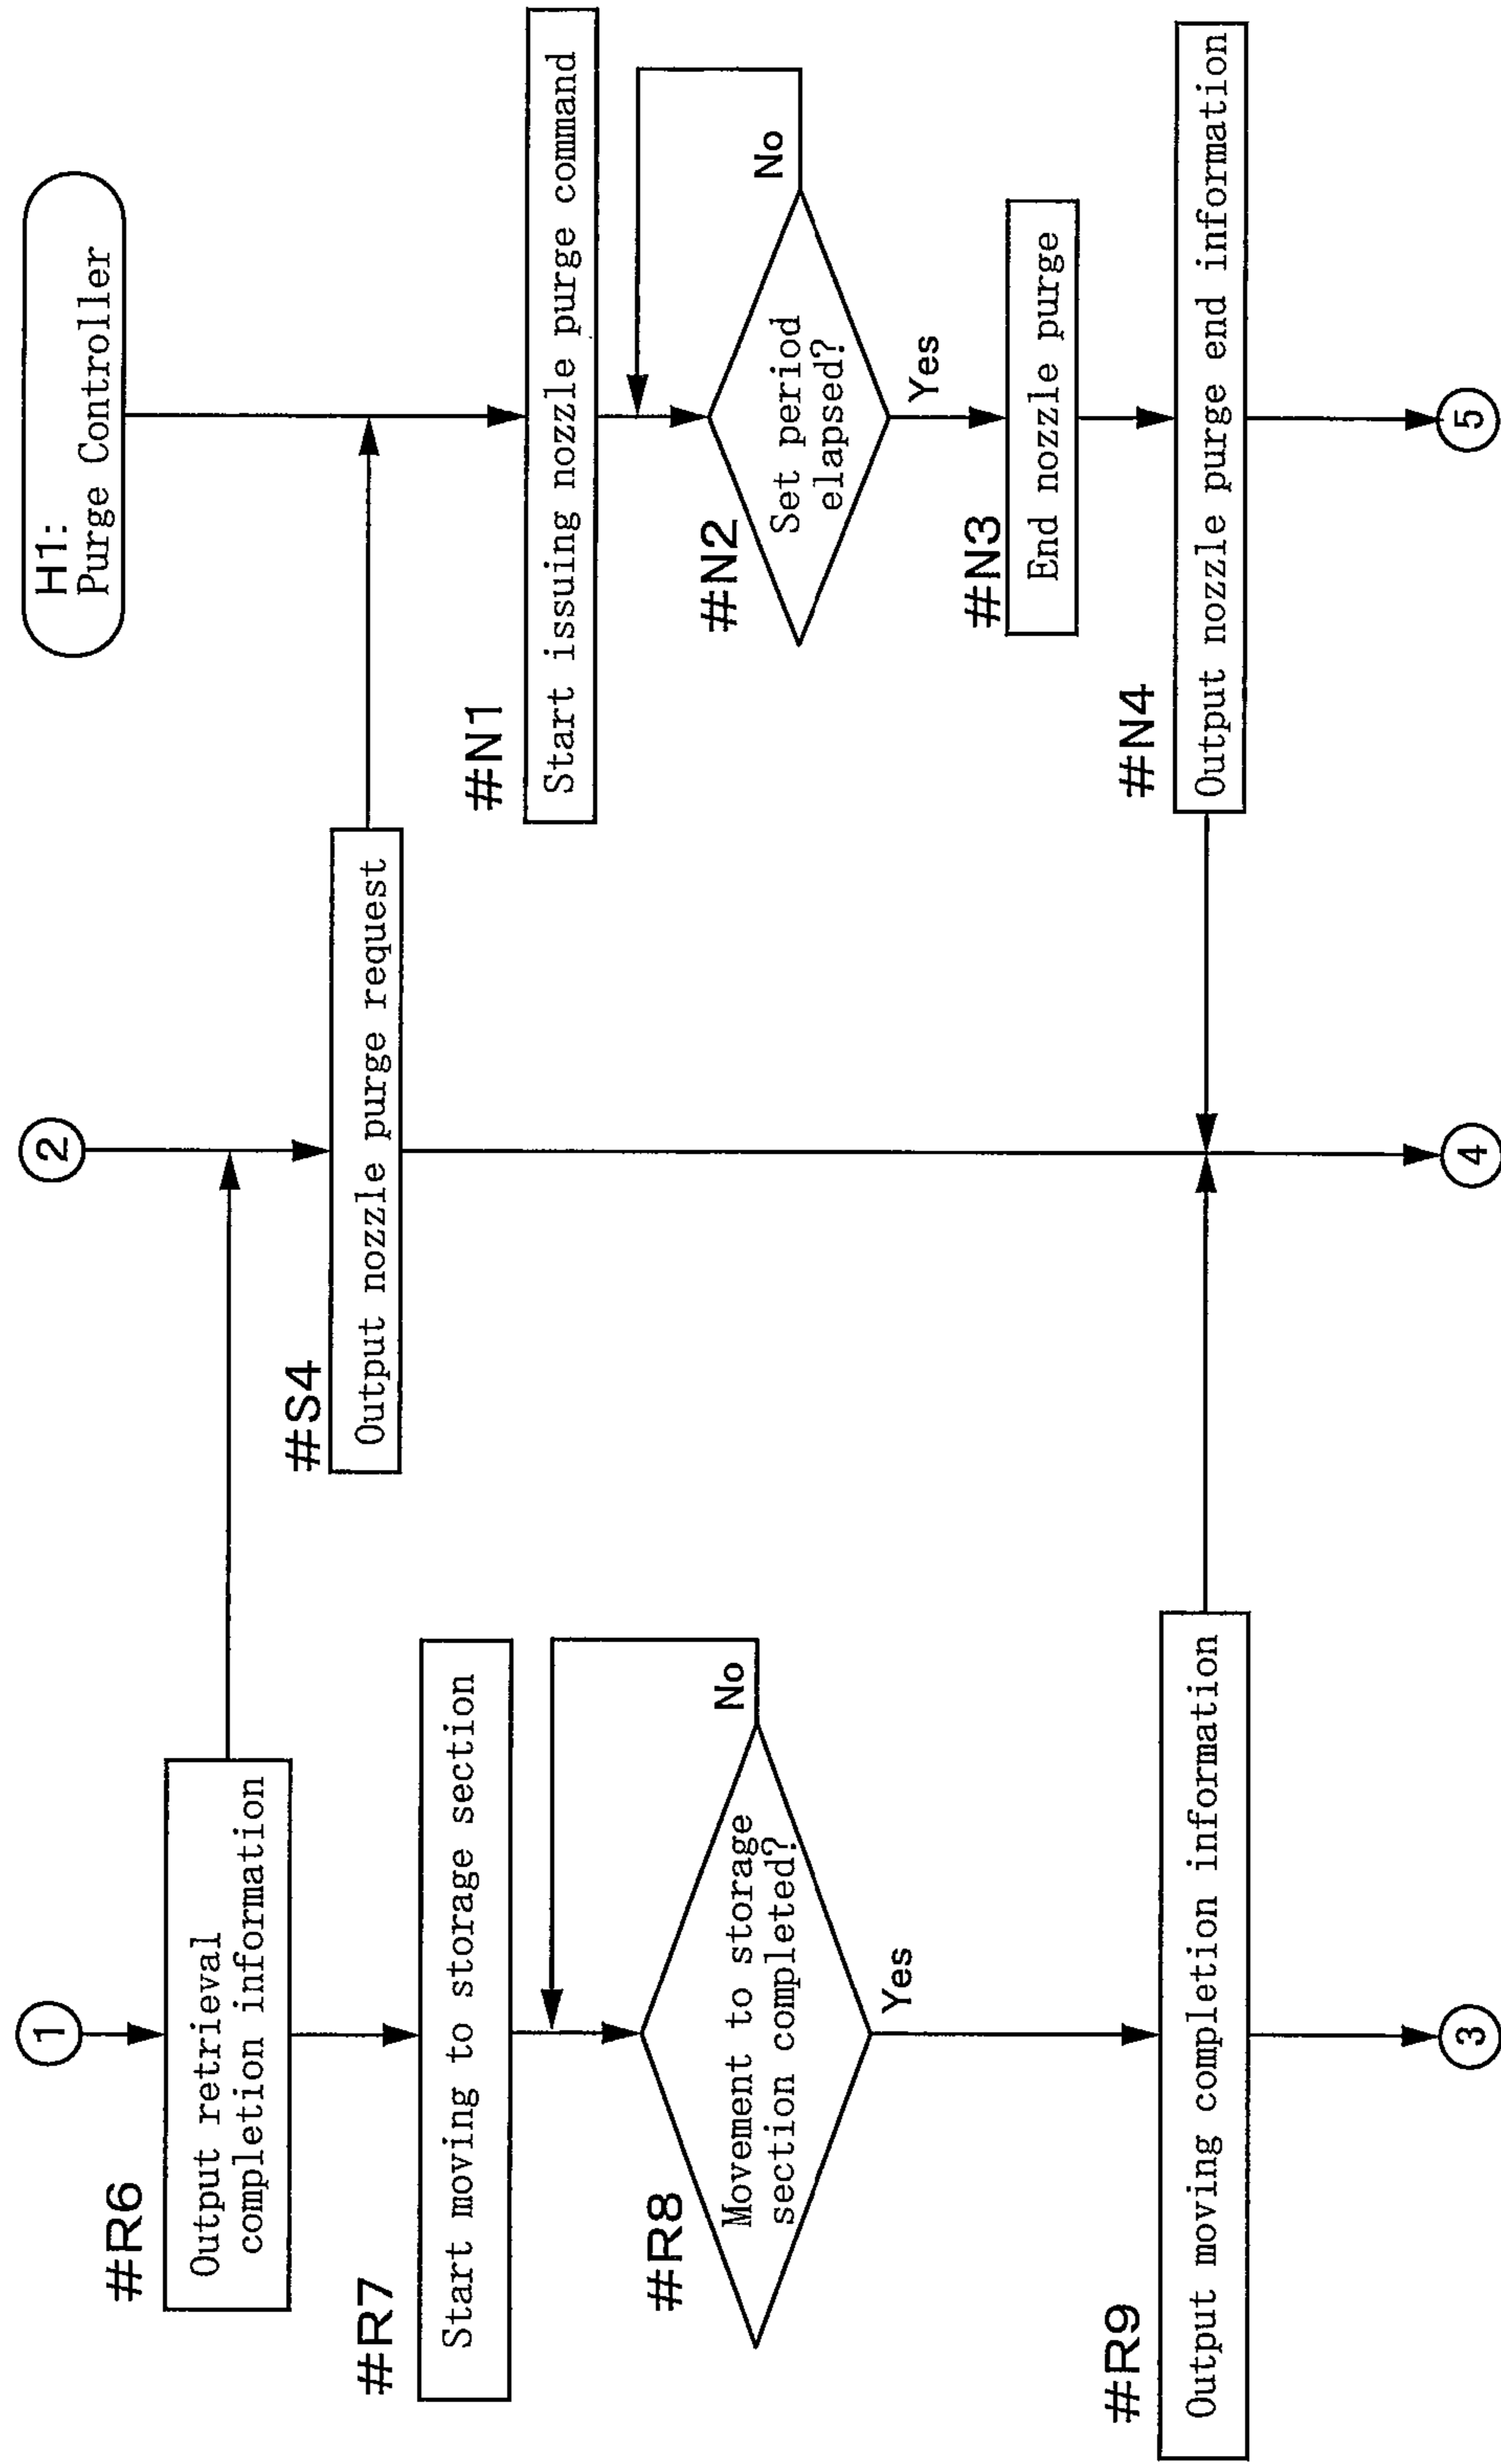 1
#R6
Output retrieval
completion information
#R7
Start moving to storage section
#R8
Movement to storage
section completed?
No
Yes
#R9
Output moving completion information
3
2
#S4
Output nozzle purge request
4
H1:
Purge Controller
#N1
Start issuing nozzle purge command
#N2
Set period
elapsed?
No
Yes
#N3
End nozzle purge
#N4
Output nozzle purge end information
5